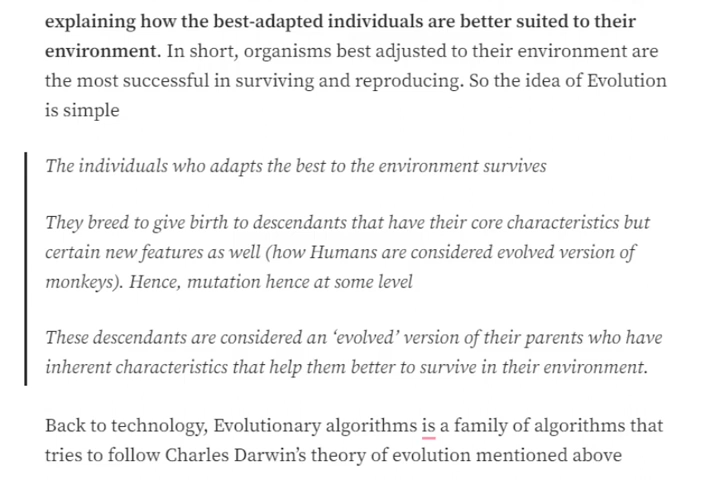 explaining how the best-adapted individuals are better suited to their
environment. In short, organisms best adjusted to their environment are
the most successful in surviving and reproducing. So the idea of Evolution
is simple
The individuals who adapts the best to the environment survives
They breed to give birth to descendants that have their core characteristics but
certain new features as well (how Humans are considered evolved version of
monkeys). Hence, mutation hence at some level
These descendants are considered an ‘evolved’ version of their parents who have
inherent characteristics that help them better to survive in their environment.
Back to technology, Evolutionary algorithms is a family of algorithms that
tries to follow Charles Darwin’s theory of evolution mentioned above